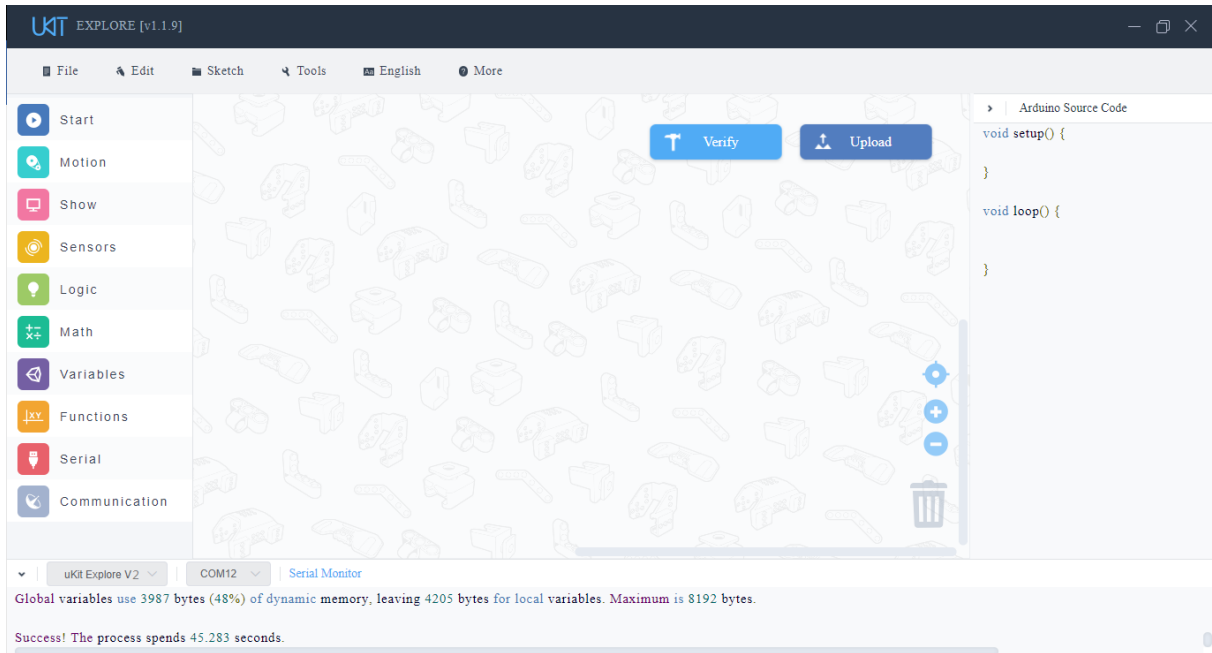 UKIT EXPLORE [v1.1.9]
File Edit Sketch Tools English More
Start
Motion
Show
Sensors
Logic
Math
Variables
Functions
Serial
Communication
Verify Upload
Arduino Source Code
void setup() {
}
void loop() {
}
uKit Explore V2 COM12 Serial Monitor
Global variables use 3987 bytes (48%) of dynamic memory, leaving 4205 bytes for local variables. Maximum is 8192 bytes.
Success! The process spends 45.283 seconds.